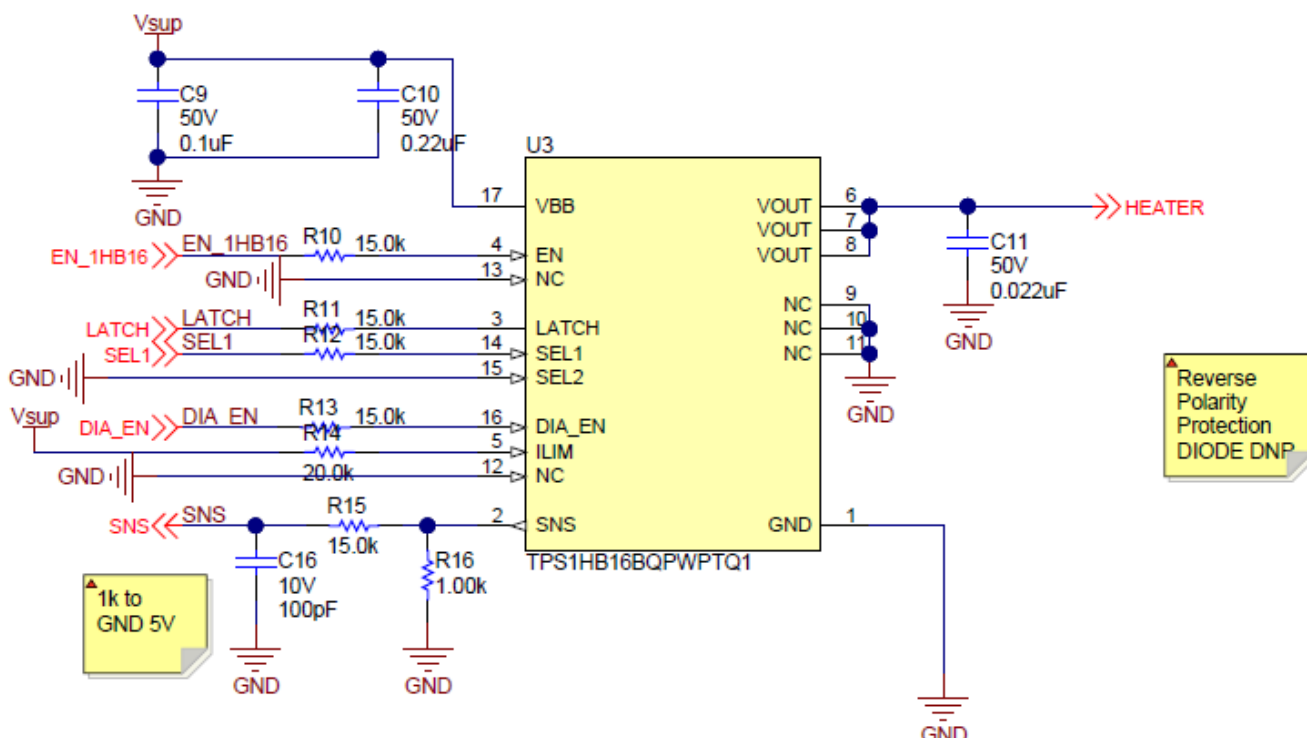 Vsup
C9
50V
0.1uF
C10
50V
0.22uF
GND
U3
17 VBB
EN_1HB16 EN_1HB16 R10 15.0k 4 EN
GND 13 NC
LATCH LATCH R11 15.0k 3 LATCH
SEL1 SEL1 R12 15.0k 14 SEL1
GND 15 SEL2
DIA_EN DIA_EN R13 15.0k 16 DIA_EN
Vsup R14 20.0k 5 ILIM
GND 12 NC
SNS SNS R15 15.0k 2 SNS
C16
10V
100pF
GND
R16
1.00k
GND
1k to
GND 5V
VOUT 6
VOUT 7
VOUT 8
HEATER
C11
50V
0.022uF
GND
NC 9
NC 10
NC 11
GND
GND 1
GND
TPS1HB16BQPWPTQ1
Reverse
Polarity
Protection
DIODE DNP